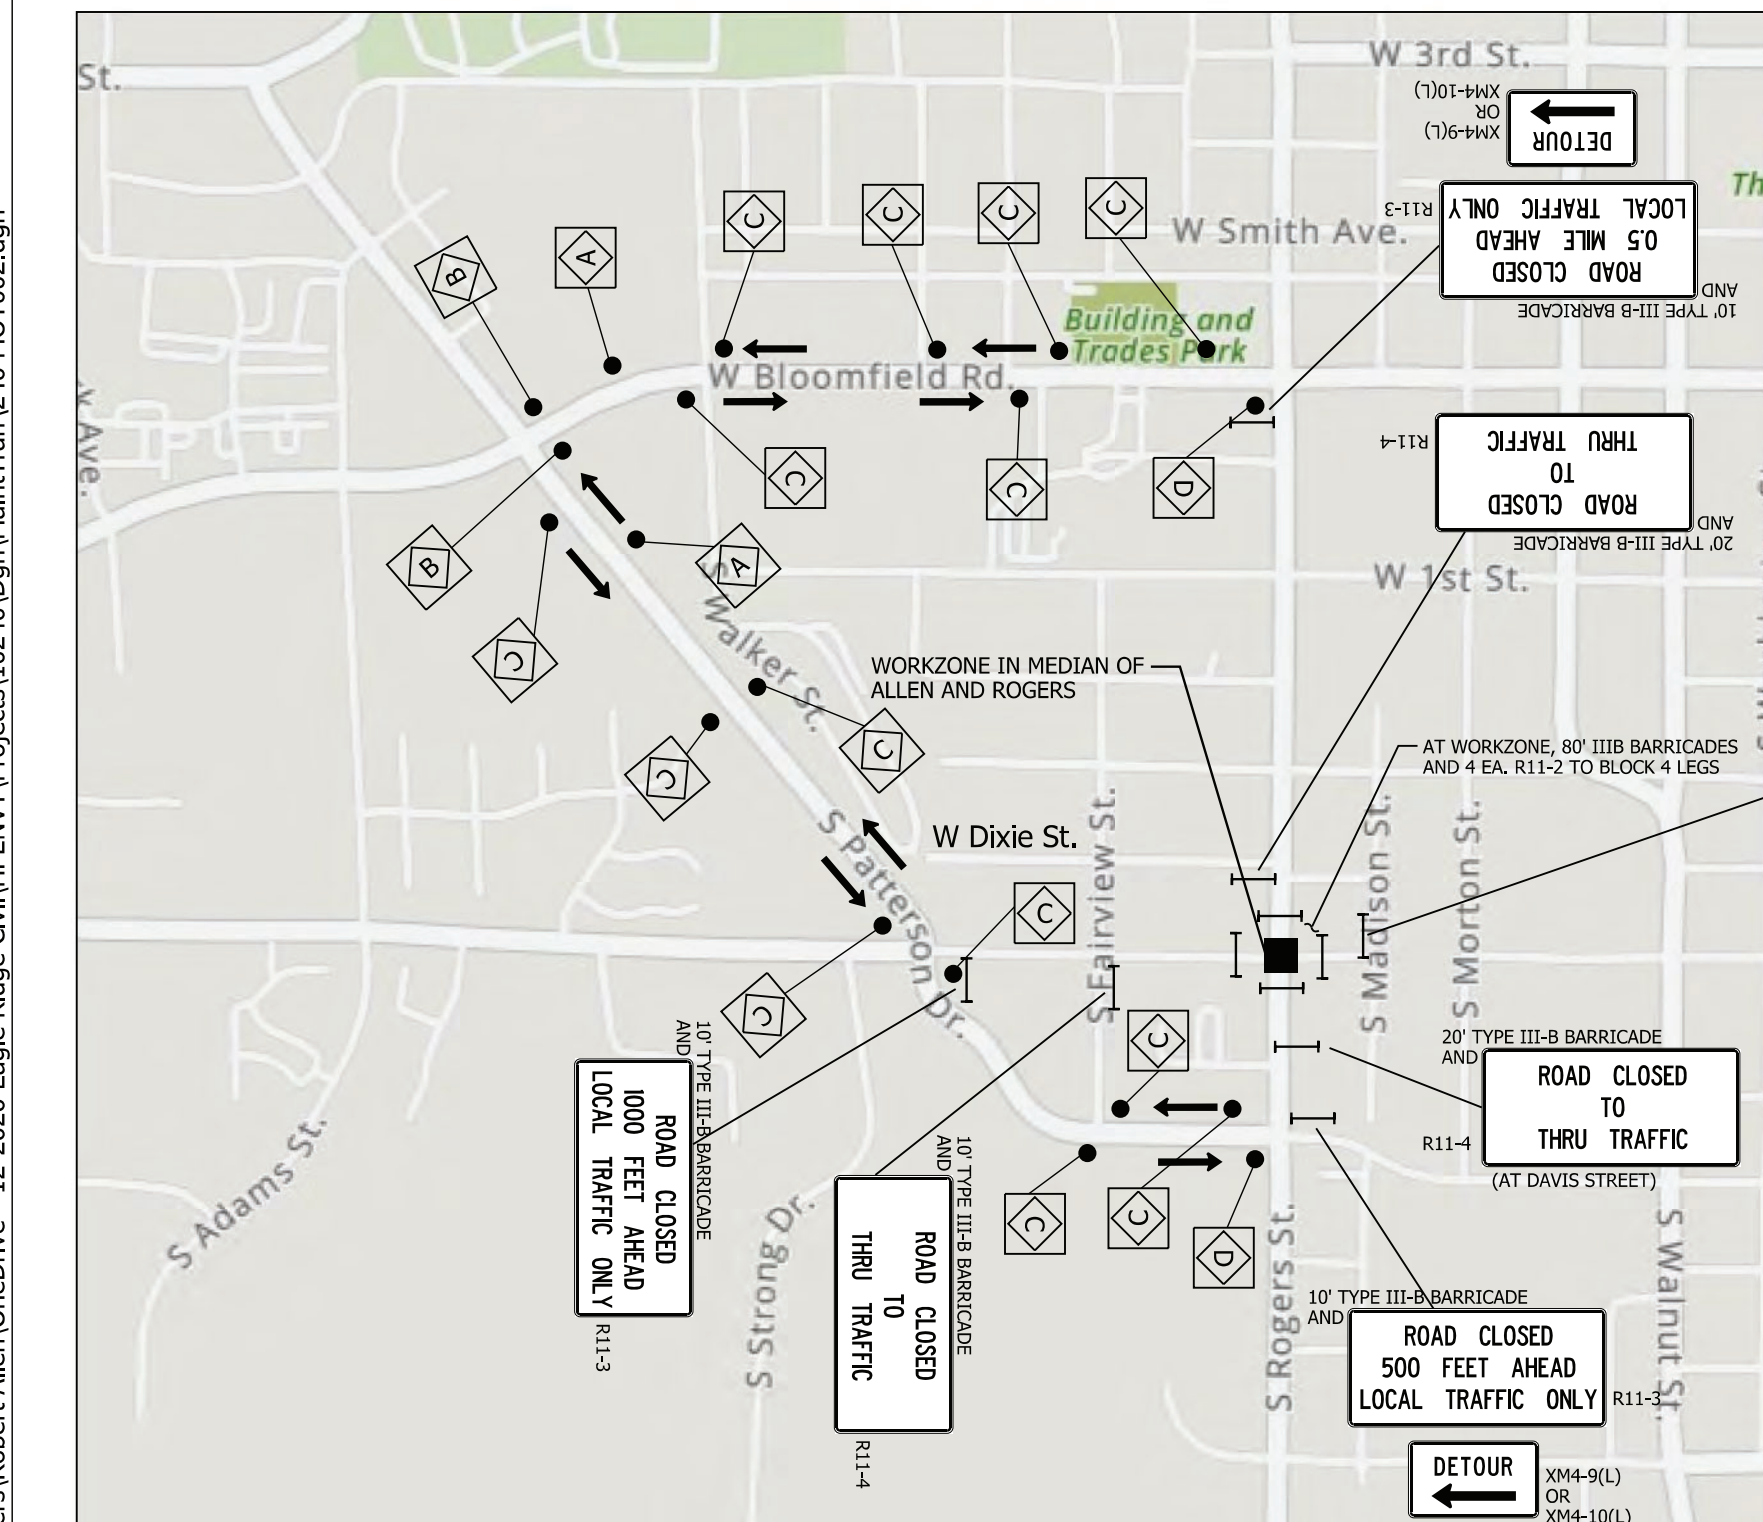 St.
W 3rd St.
XM4-9(L)
OR
XM4-10(L)
DETOUR
Th
W Smith Ave.
R11-3
ROAD CLOSED
0.5 MILE AHEAD
LOCAL TRAFFIC ONLY
10' TYPE III-B BARRICADE
AND
C
C
C
C
A
B
Building and
Trades Park
W Bloomfield Rd.
Ave.
C
C
D
R11-4
ROAD CLOSED
TO
THRU TRAFFIC
20' TYPE III-B BARRICADE
AND
B
A
C
W 1st St.
S Walker St.
WORKZONE IN MEDIAN OF
ALLEN AND ROGERS
C
C
AT WORKZONE, 80' IIIB BARRICADES
AND 4 EA. R11-2 TO BLOCK 4 LEGS
S Patterson Dr.
W Dixie St.
S Fairview St.
S Madison St.
S Morton St.
C
C
10' TYPE III-B BARRICADE
AND
ROAD CLOSED
1000 FEET AHEAD
LOCAL TRAFFIC ONLY
R11-3
C
20' TYPE III-B BARRICADE
AND
ROAD CLOSED
TO
THRU TRAFFIC
R11-4
(AT DAVIS STREET)
S Adams St.
S Strong Dr.
10' TYPE III-B BARRICADE
AND
ROAD CLOSED
TO
THRU TRAFFIC
R11-4
C
C
D
S Rogers St.
S Walnut St.
10' TYPE III-B BARRICADE
AND
ROAD CLOSED
500 FEET AHEAD
LOCAL TRAFFIC ONLY
R11-3
DETOUR
XM4-9(L)
OR
XM4-10(L)